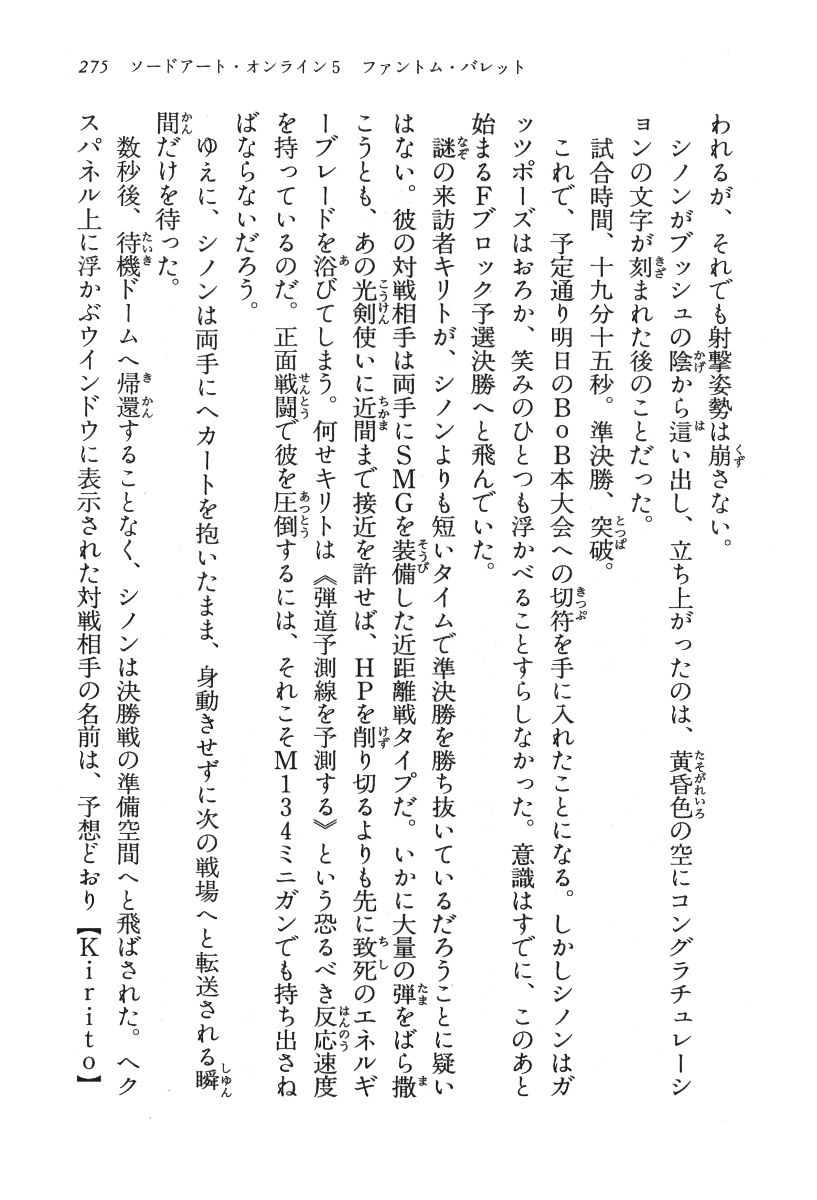 275　ソードアート・オンライン5　ファントム・バレット
われるが、それでも射撃姿勢は崩さない。
　シノンがブッシュの陰から這い出し、立ち上がったのは、黄昏色の空にコングラチュレーシ
ョンの文字が刻まれた後のことだった。
　試合時間、十九分十五秒。準決勝、突破。
　これで、予定通り明日のBoB本大会への切符を手に入れたことになる。しかしシノンはガ
ッツポーズはおろか、笑みのひとつも浮かべることすらしなかった。意識はすでに、このあと
始まるFブロック予選決勝へと飛んでいた。
　謎の来訪者キリトが、シノンよりも短いタイムで準決勝を勝ち抜いているだろうことに疑い
はない。彼の対戦相手は両手にSMGを装備した近距離戦タイプだ。いかに大量の弾をばら撒
こうとも、あの光剣使いに近間まで接近を許せば、HPを削り切るよりも先に致死のエネルギ
ーブレードを浴びてしまう。何せキリトは《弾道予測線を予測する》という恐るべき反応速度
を持っているのだ。正面戦闘で彼を圧倒するには、それこそM134ミニガンでも持ち出さね
ばならないだろう。
　ゆえに、シノンは両手にヘカートを抱いたまま、身動きせずに次の戦場へと転送される瞬
間だけを待った。
　数秒後、待機ドームへ帰還することなく、シノンは決勝戦の準備空間へと飛ばされた。ヘク
スパネル上に浮かぶウインドウに表示された対戦相手の名前は、予想どおり【Kirito】